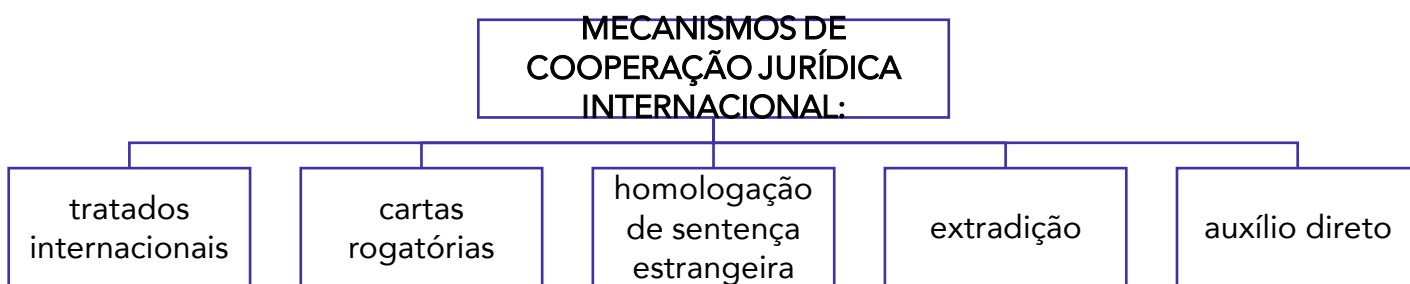 MECANISMOS DE
COOPERAÇÃO JURÍDICA
INTERNACIONAL:
tratados
internacionais
cartas
rogatórias
homologação
de sentença
estrangeira
extradição
auxílio direto